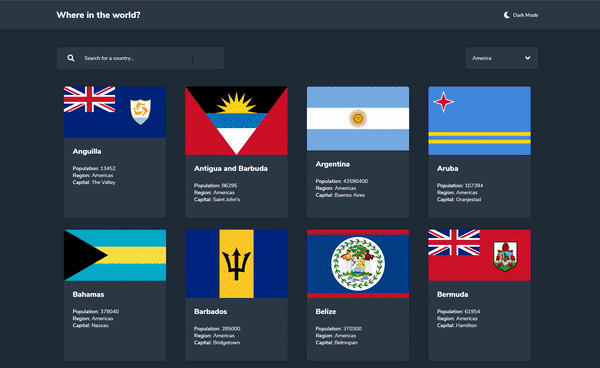 Where in the world?
Dark Mode
Search for a country...
America
Anguilla
Population: 13452
Region: Americas
Capital: The Valley
Antigua and Barbuda
Population: 86295
Region: Americas
Capital: Saint John's
Argentina
Population: 43590400
Region: Americas
Capital: Buenos Aires
Aruba
Population: 107394
Region: Americas
Capital: Oranjestad
Bahamas
Population: 378040
Region: Americas
Capital: Nassau
Barbados
Population: 285000
Region: Americas
Capital: Bridgetown
Belize
Population: 370300
Region: Americas
Capital: Belmopan
Bermuda
Population: 61954
Region: Americas
Capital: Hamilton